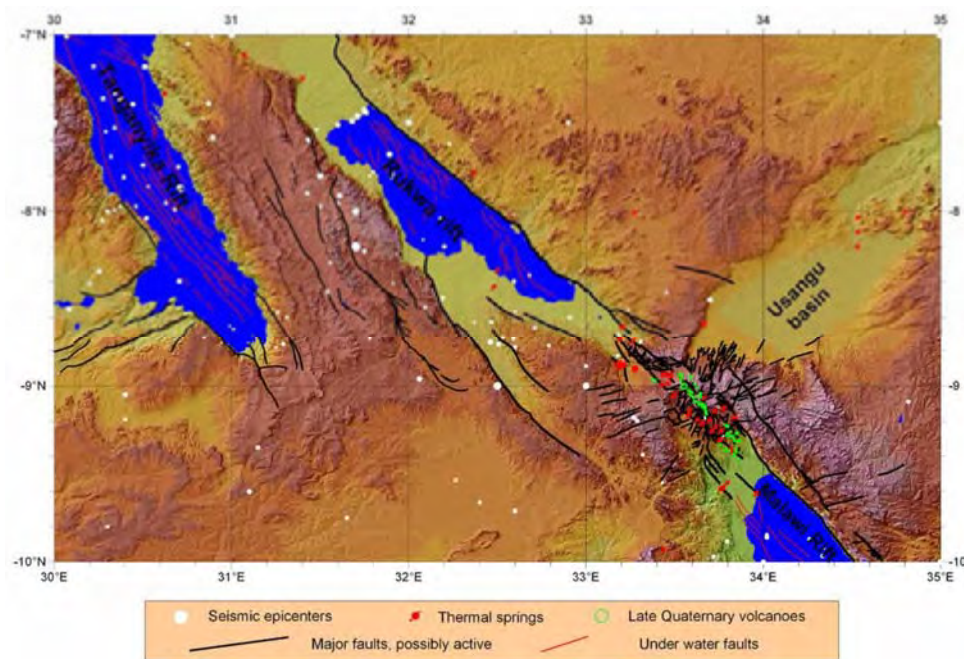 30 31 32 33 34 35
-7°N
-7
Tanganyika Rift
Rukwa rift
-8°N
-8
Usangu
basin
-9°N
-9
Malawi Rift
-10°N
-10
30°E 31°E 32°E 33°E 34°E 35°E
Seismic epicenters Thermal springs Late Quaternary volcanoes
Major faults, possibly active Under water faults